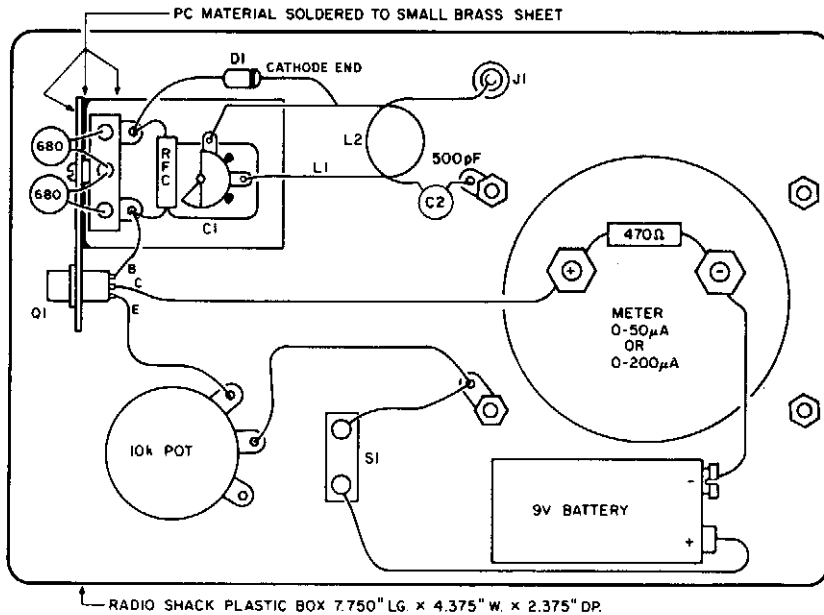 PC MATERIAL SOLDERED TO SMALL BRASS SHEET
D1
CATHODE END
J1
680
680
RFC
L2
L1
500pF
C1
C2
470Ω
B
C
E
Q1
+
-
METER
0-50µA
OR
0-200µA
10k POT
S1
9V BATTERY
-
+
RADIO SHACK PLASTIC BOX 7.750" LG. × 4.375" W. × 2.375" DP.